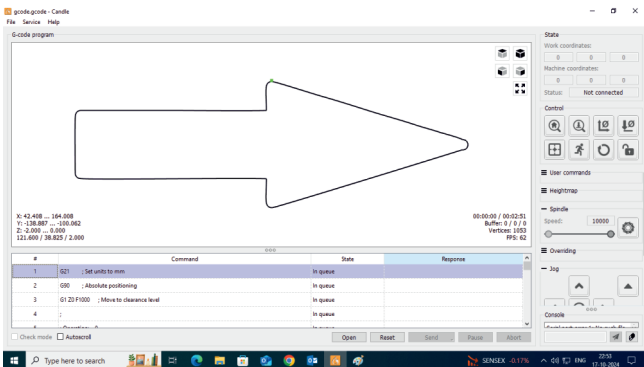 gcode.gcode - Candle
File Service Help
G-code program
X: 42.408 ... 164.008
Y: -138.887 ... -100.062
Z: -2.000 ... 0.000
121.600 / 38.825 / 2.000
00:00:00 / 00:02:51
Buffer: 0 / 0 / 0
Vertices: 1053
FPS: 62
# Command State Response
1 G21 ; Set units to mm In queue
2 G90 ; Absolute positioning In queue
3 G1 Z0 F1000 ; Move to clearance level In queue
4 ; In queue
Check mode Autoscroll Open Reset Send Pause Abort
State
Work coordinates:
0 0 0
Machine coordinates:
0 0 0
Status: Not connected
Control
User commands
Heightmap
Spindle
Speed: 10000
Overriding
Jog
Console
Type here to search
SENSEX -0.17%
ENG
22:53
17-10-2024